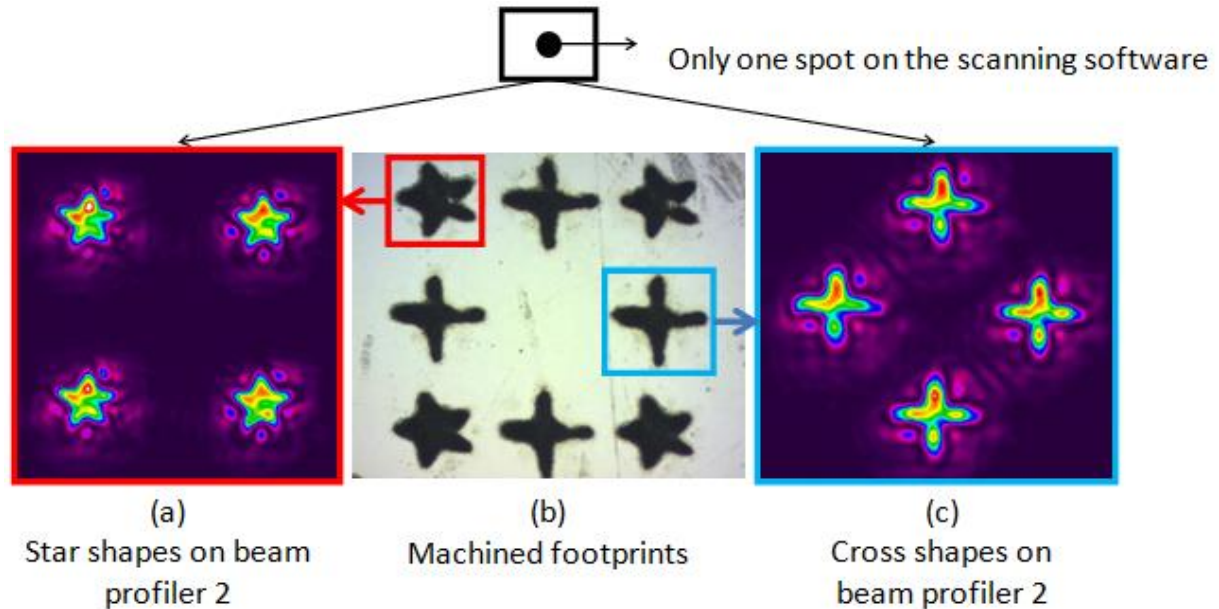 Only one spot on the scanning software
(a)
Star shapes on beam
profiler 2
(b)
Machined footprints
(c)
Cross shapes on
beam profiler 2